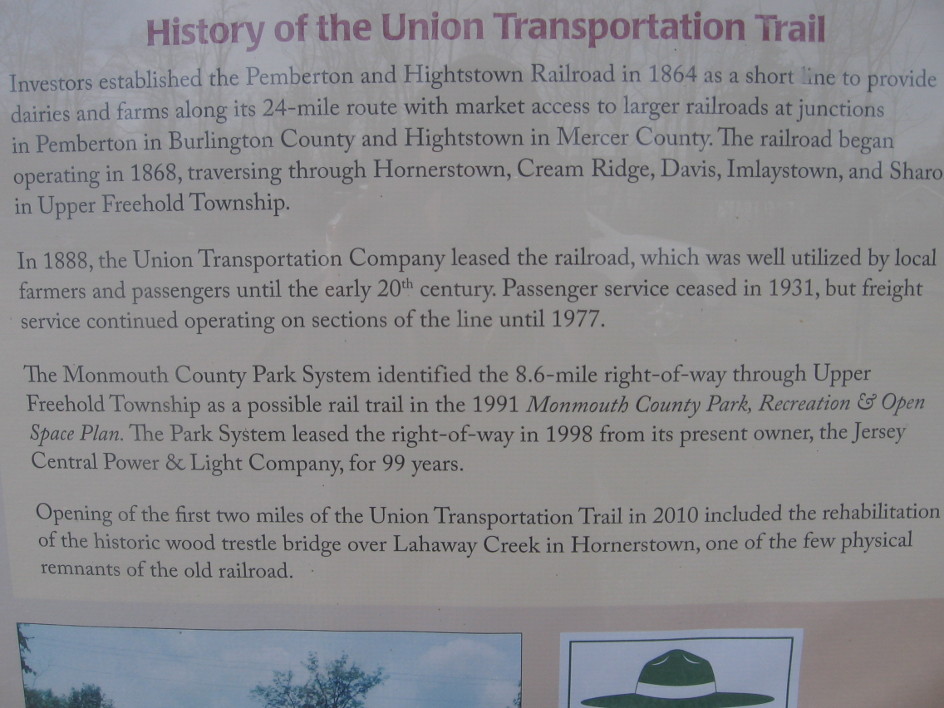 History of the Union Transportation Trail
Investors established the Pemberton and Hightstown Railroad in 1864 as a short line to provide
dairies and farms along its 24-mile route with market access to larger railroads at junctions
in Pemberton in Burlington County and Hightstown in Mercer County. The railroad began
operating in 1868, traversing through Hornerstown, Cream Ridge, Davis, Imlaystown, and Sharo
in Upper Freehold Township.
In 1888, the Union Transportation Company leased the railroad, which was well utilized by local
farmers and passengers until the early 20th century. Passenger service ceased in 1931, but freight
service continued operating on sections of the line until 1977.
The Monmouth County Park System identified the 8.6-mile right-of-way through Upper
Freehold Township as a possible rail trail in the 1991 Monmouth County Park, Recreation & Open
Space Plan. The Park System leased the right-of-way in 1998 from its present owner, the Jersey
Central Power & Light Company, for 99 years.
Opening of the first two miles of the Union Transportation Trail in 2010 included the rehabilitation
of the historic wood trestle bridge over Lahaway Creek in Hornerstown, one of the few physical
remnants of the old railroad.